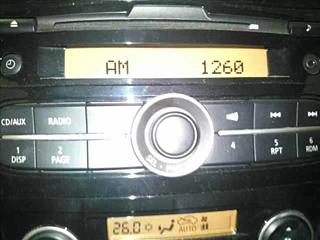 AM 1260
CD/AUX RADIO
1 DISP 2 PAGE 4 5 RPT 6 RDM
26.0 AUTO